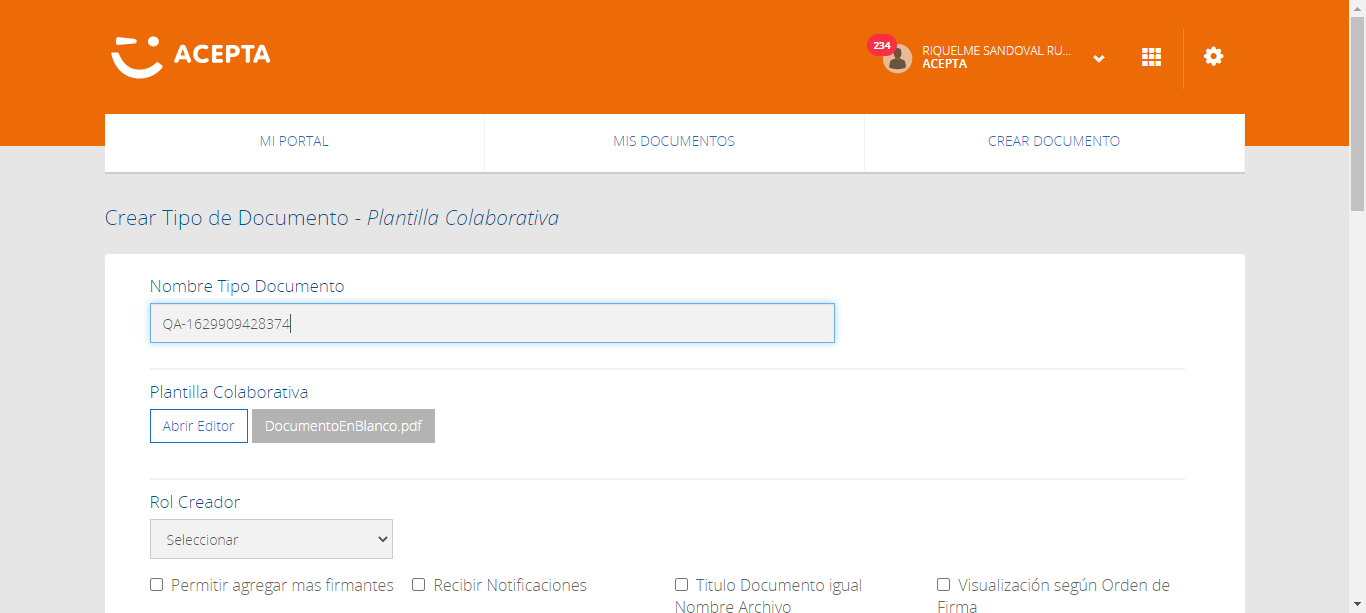 ACEPTA
234
RIQUELME SANDOVAL RU...
ACEPTA
MI PORTAL
MIS DOCUMENTOS
CREAR DOCUMENTO
Crear Tipo de Documento - Plantilla Colaborativa
Nombre Tipo Documento
QA-1629909428374
Plantilla Colaborativa
Abrir Editor
DocumentoEnBlanco.pdf
Rol Creador
Seleccionar
Permitir agregar mas firmantes
Recibir Notificaciones
Titulo Documento igual
Nombre Archivo
Visualización según Orden de
Firma